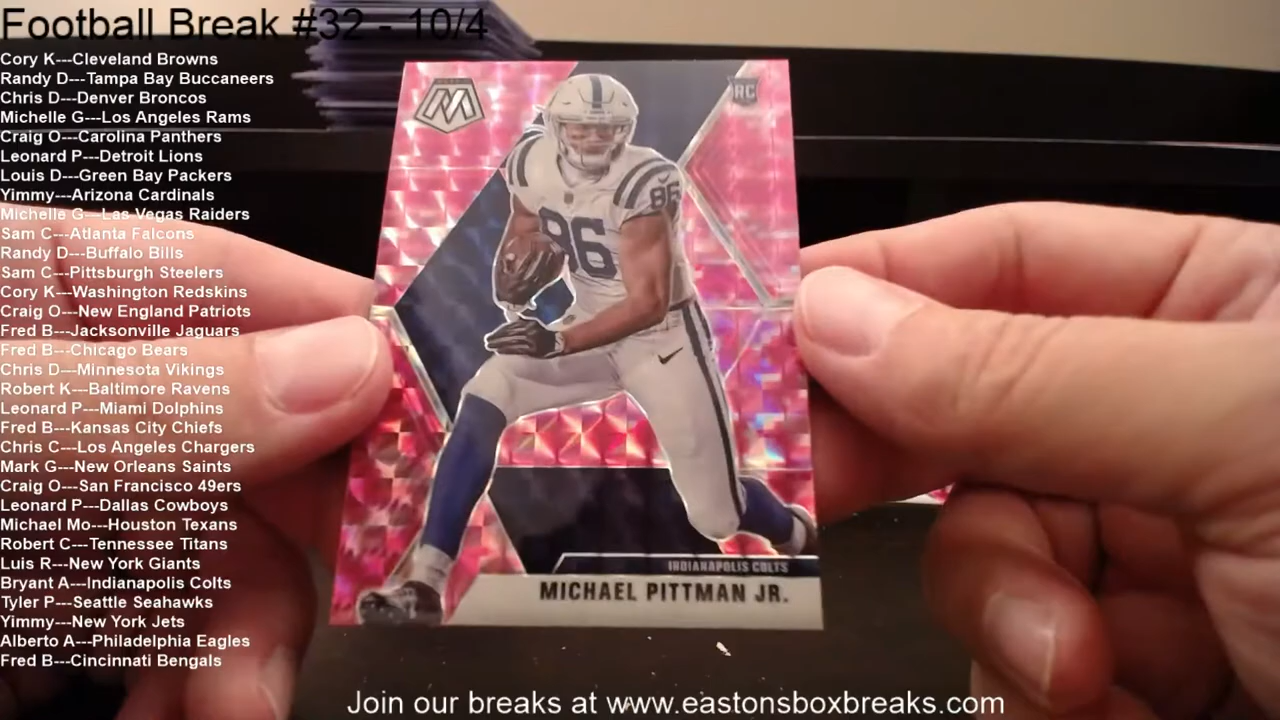 Football Break #32 - 10/4
Cory K---Cleveland Browns
Randy D---Tampa Bay Buccaneers
Chris D---Denver Broncos
Michelle G---Los Angeles Rams
Craig O---Carolina Panthers
Leonard P---Detroit Lions
Louis D---Green Bay Packers
Yimmy---Arizona Cardinals
Michelle G---Las Vegas Raiders
Sam C---Atlanta Falcons
Randy D---Buffalo Bills
Sam C---Pittsburgh Steelers
Cory K---Washington Redskins
Craig O---New England Patriots
Fred B---Jacksonville Jaguars
Fred B---Chicago Bears
Chris D---Minnesota Vikings
Robert K---Baltimore Ravens
Leonard P---Miami Dolphins
Fred B---Kansas City Chiefs
Chris C---Los Angeles Chargers
Mark G---New Orleans Saints
Craig O---San Francisco 49ers
Leonard P---Dallas Cowboys
Michael Mo---Houston Texans
Robert C---Tennessee Titans
Luis R---New York Giants
Bryant A---Indianapolis Colts
Tyler P---Seattle Seahawks
Yimmy---New York Jets
Alberto A---Philadelphia Eagles
Fred B---Cincinnati Bengals
M
RC
86
86
INDIANAPOLIS COLTS
MICHAEL PITTMAN JR.
Join our breaks at www.eastonsboxbreaks.com